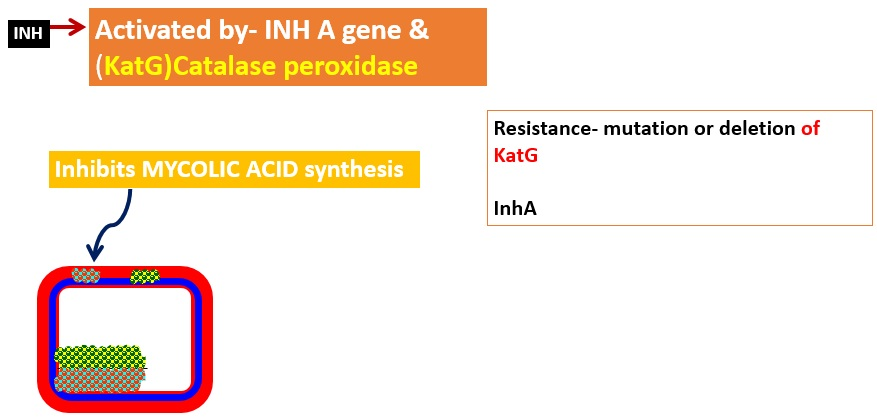 INH
Activated by- INH A gene &
(KatG)Catalase peroxidase
Resistance- mutation or deletion of
KatG
InhA
Inhibits MYCOLIC ACID synthesis